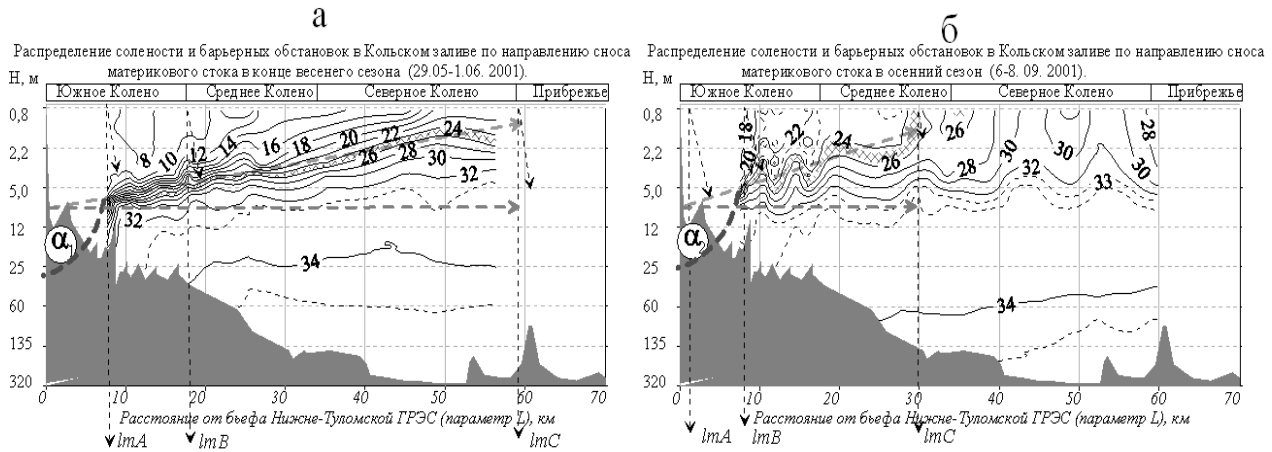 а
Распределение солености и барьерных обстановок в Кольском заливе по направлению сноса
материкового стока в конце весенего сезона (29.05-1.06. 2001).
Н, м
Южное Колено Среднее Колено Северное Колено Прибрежье
0,8
2,2
5,0
12
25
60
135
320
8 10 12 14 16 18 20 22 24
26 28 30 32
32
34
α1
0 10 20 30 40 50 60 70
Расстояние от бьефа Нижне-Туломской ГРЭС (параметр L), км
lmA lmB lmC
б
Распределение солености и барьерных обстановок в Кольском заливе по направлению сноса
материкового стока в осенний сезон (6-8. 09. 2001).
Н, м
Южное Колено Среднее Колено Северное Колено Прибрежье
0,8
2,2
5,0
12
25
60
135
320
18 20 22 24 26 26 28 30 30 28 30
32 33
34
α2
0 10 20 30 40 50 60 70
Расстояние от бьефа Нижне-Туломской ГРЭС (параметр L), км
lmA lmB lmC